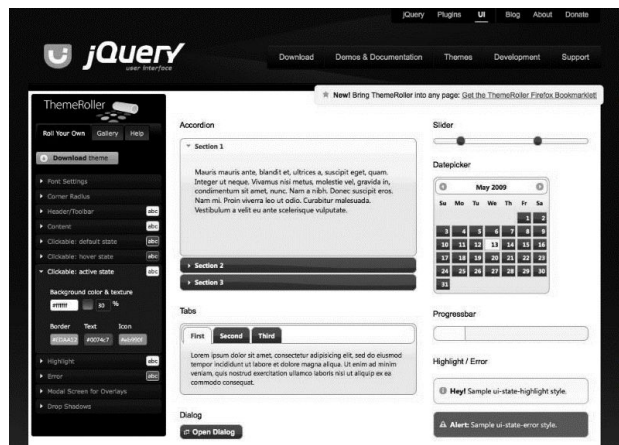 jQuery Plugins UI Blog About Donate
jQuery
user interface
Download Demos & Documentation Themes Development Support
New! Bring ThemeRoller into any page: Get the ThemeRoller Firefox Bookmarklet!
ThemeRoller
Roll Your Own Gallery Help
Download theme
Font Settings
Corner Radius
Header/Toolbar abc
Content abc
Clickable: default state abc
Clickable: hover state abc
Clickable: active state abc
Background color & texture
#ffffff 80 %
Border Text Icon
#0074c7
Highlight abc
Error abc
Modal Screen for Overlays
Drop Shadows
Accordion
Section 1
Mauris mauris ante, blandit et, ultrices a, suscipit eget, quam.
Integer ut neque. Vivamus nisi metus, molestie vel, gravida in,
condimentum sit amet, nunc. Nam a nibh. Donec suscipit eros.
Nam mi. Proin viverra leo ut odio. Curabitur malesuada.
Vestibulum a velit eu ante scelerisque vulputate.
Section 2
Section 3
Tabs
First Second Third
Lorem ipsum dolor sit amet, consectetur adipisicing elit, sed do eiusmod
tempor incididunt ut labore et dolore magna aliqua. Ut enim ad minim
veniam, quis nostrud exercitation ullamco laboris nisi ut aliquip ex ea
commodo consequat.
Dialog
Open Dialog
Slider
Datepicker
May 2009
Su Mo Tu We Th Fr Sa
1 2
3 4 5 6 7 8 9
10 11 12 13 14 15 16
17 18 19 20 21 22 23
24 25 26 27 28 29 30
31
Progressbar
Highlight / Error
Hey! Sample ui-state-highlight style.
Alert: Sample ui-state-error style.